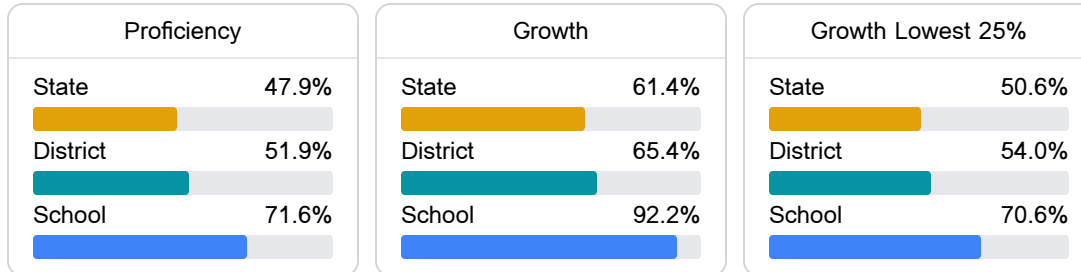 Proficiency
State 47.9%
District 51.9%
School 71.6%
Growth
State 61.4%
District 65.4%
School 92.2%
Growth Lowest 25%
State 50.6%
District 54.0%
School 70.6%